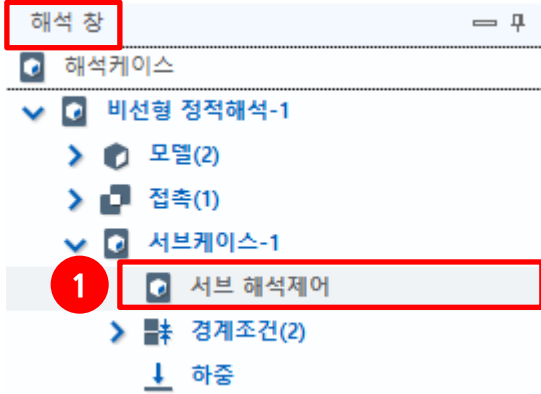 해석 창
해석케이스
비선형 정적해석-1
모델(2)
접촉(1)
서브케이스-1
1 서브 해석제어
경계조건(2)
하중